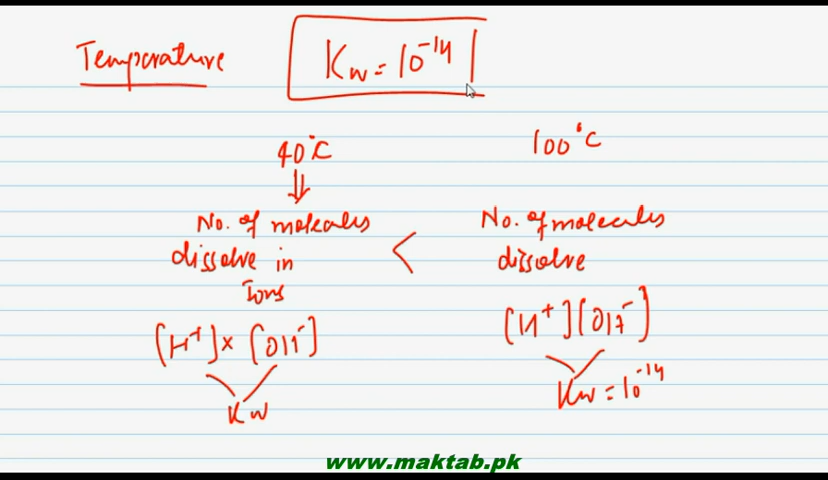 Temperature
Kw = 10⁻¹⁴
40°C
100°C
No. of molecules
dissolve in
Ions
<
No. of molecules
dissolve
[H⁺] x [OH⁻]
Kw
[H⁺][OH⁻]
Kw = 10⁻¹⁴
www.maktab.pk